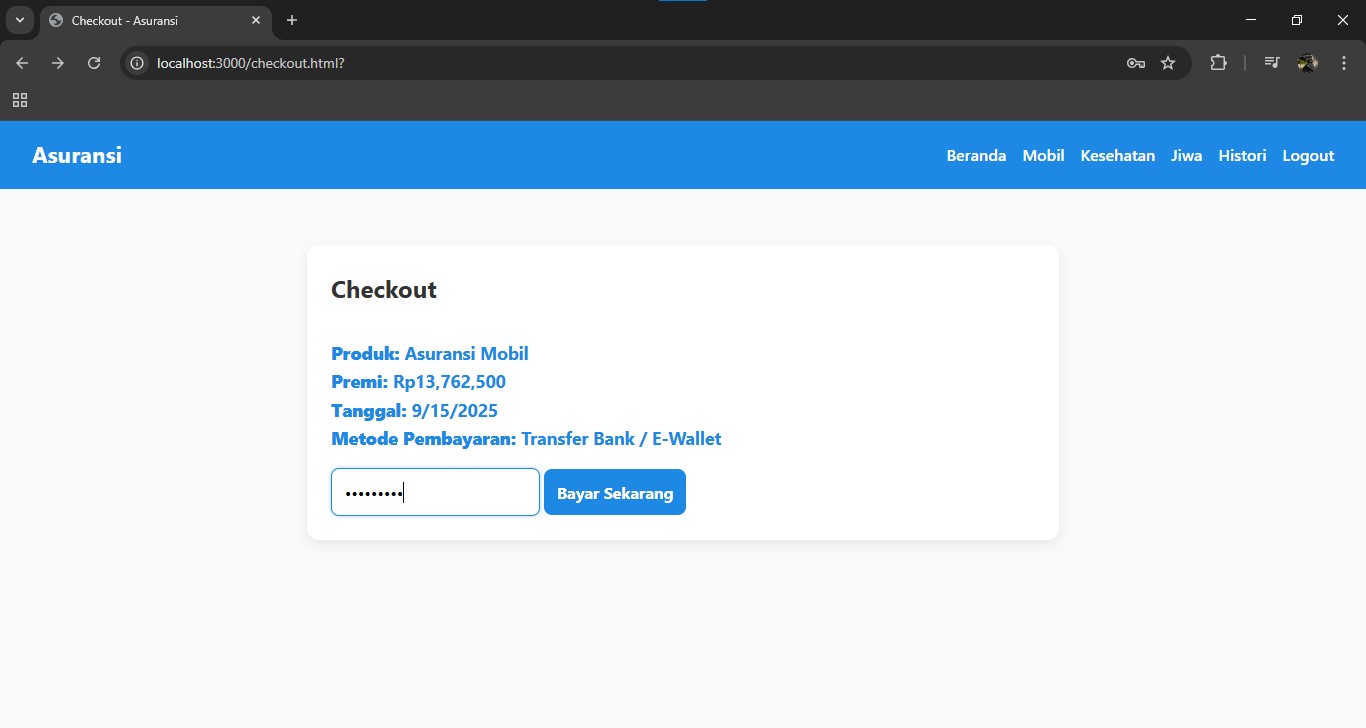 Checkout - Asuransi
localhost:3000/checkout.html?
Asuransi
Beranda Mobil Kesehatan Jiwa Histori Logout
Checkout
Produk: Asuransi Mobil
Premi: Rp13,762,500
Tanggal: 9/15/2025
Metode Pembayaran: Transfer Bank / E-Wallet
•••••••••
Bayar Sekarang